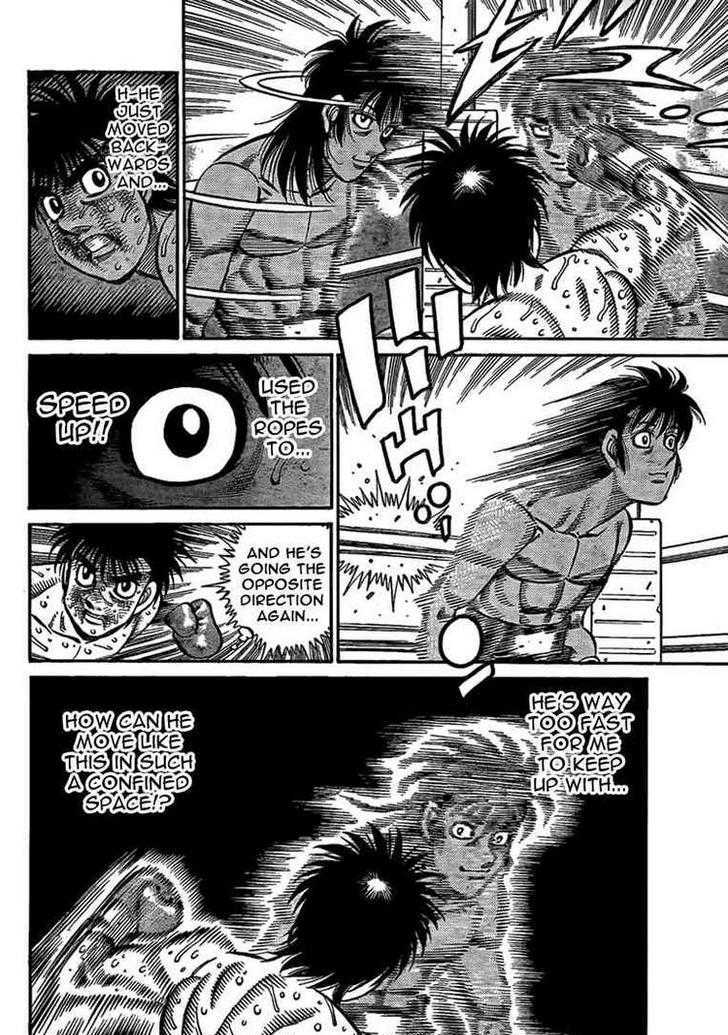 H-HE
JUST
MOVED
BACK-
WARDS
AND...
USED
THE
ROPES
TO...
SPEED
UP!!
AND HE'S
GOING THE
OPPOSITE
DIRECTION
AGAIN...
HE'S WAY
TOO FAST
FOR ME
TO KEEP
UP WITH...
HOW CAN HE
MOVE LIKE
THIS IN SUCH
A CONFINED
SPACE!?